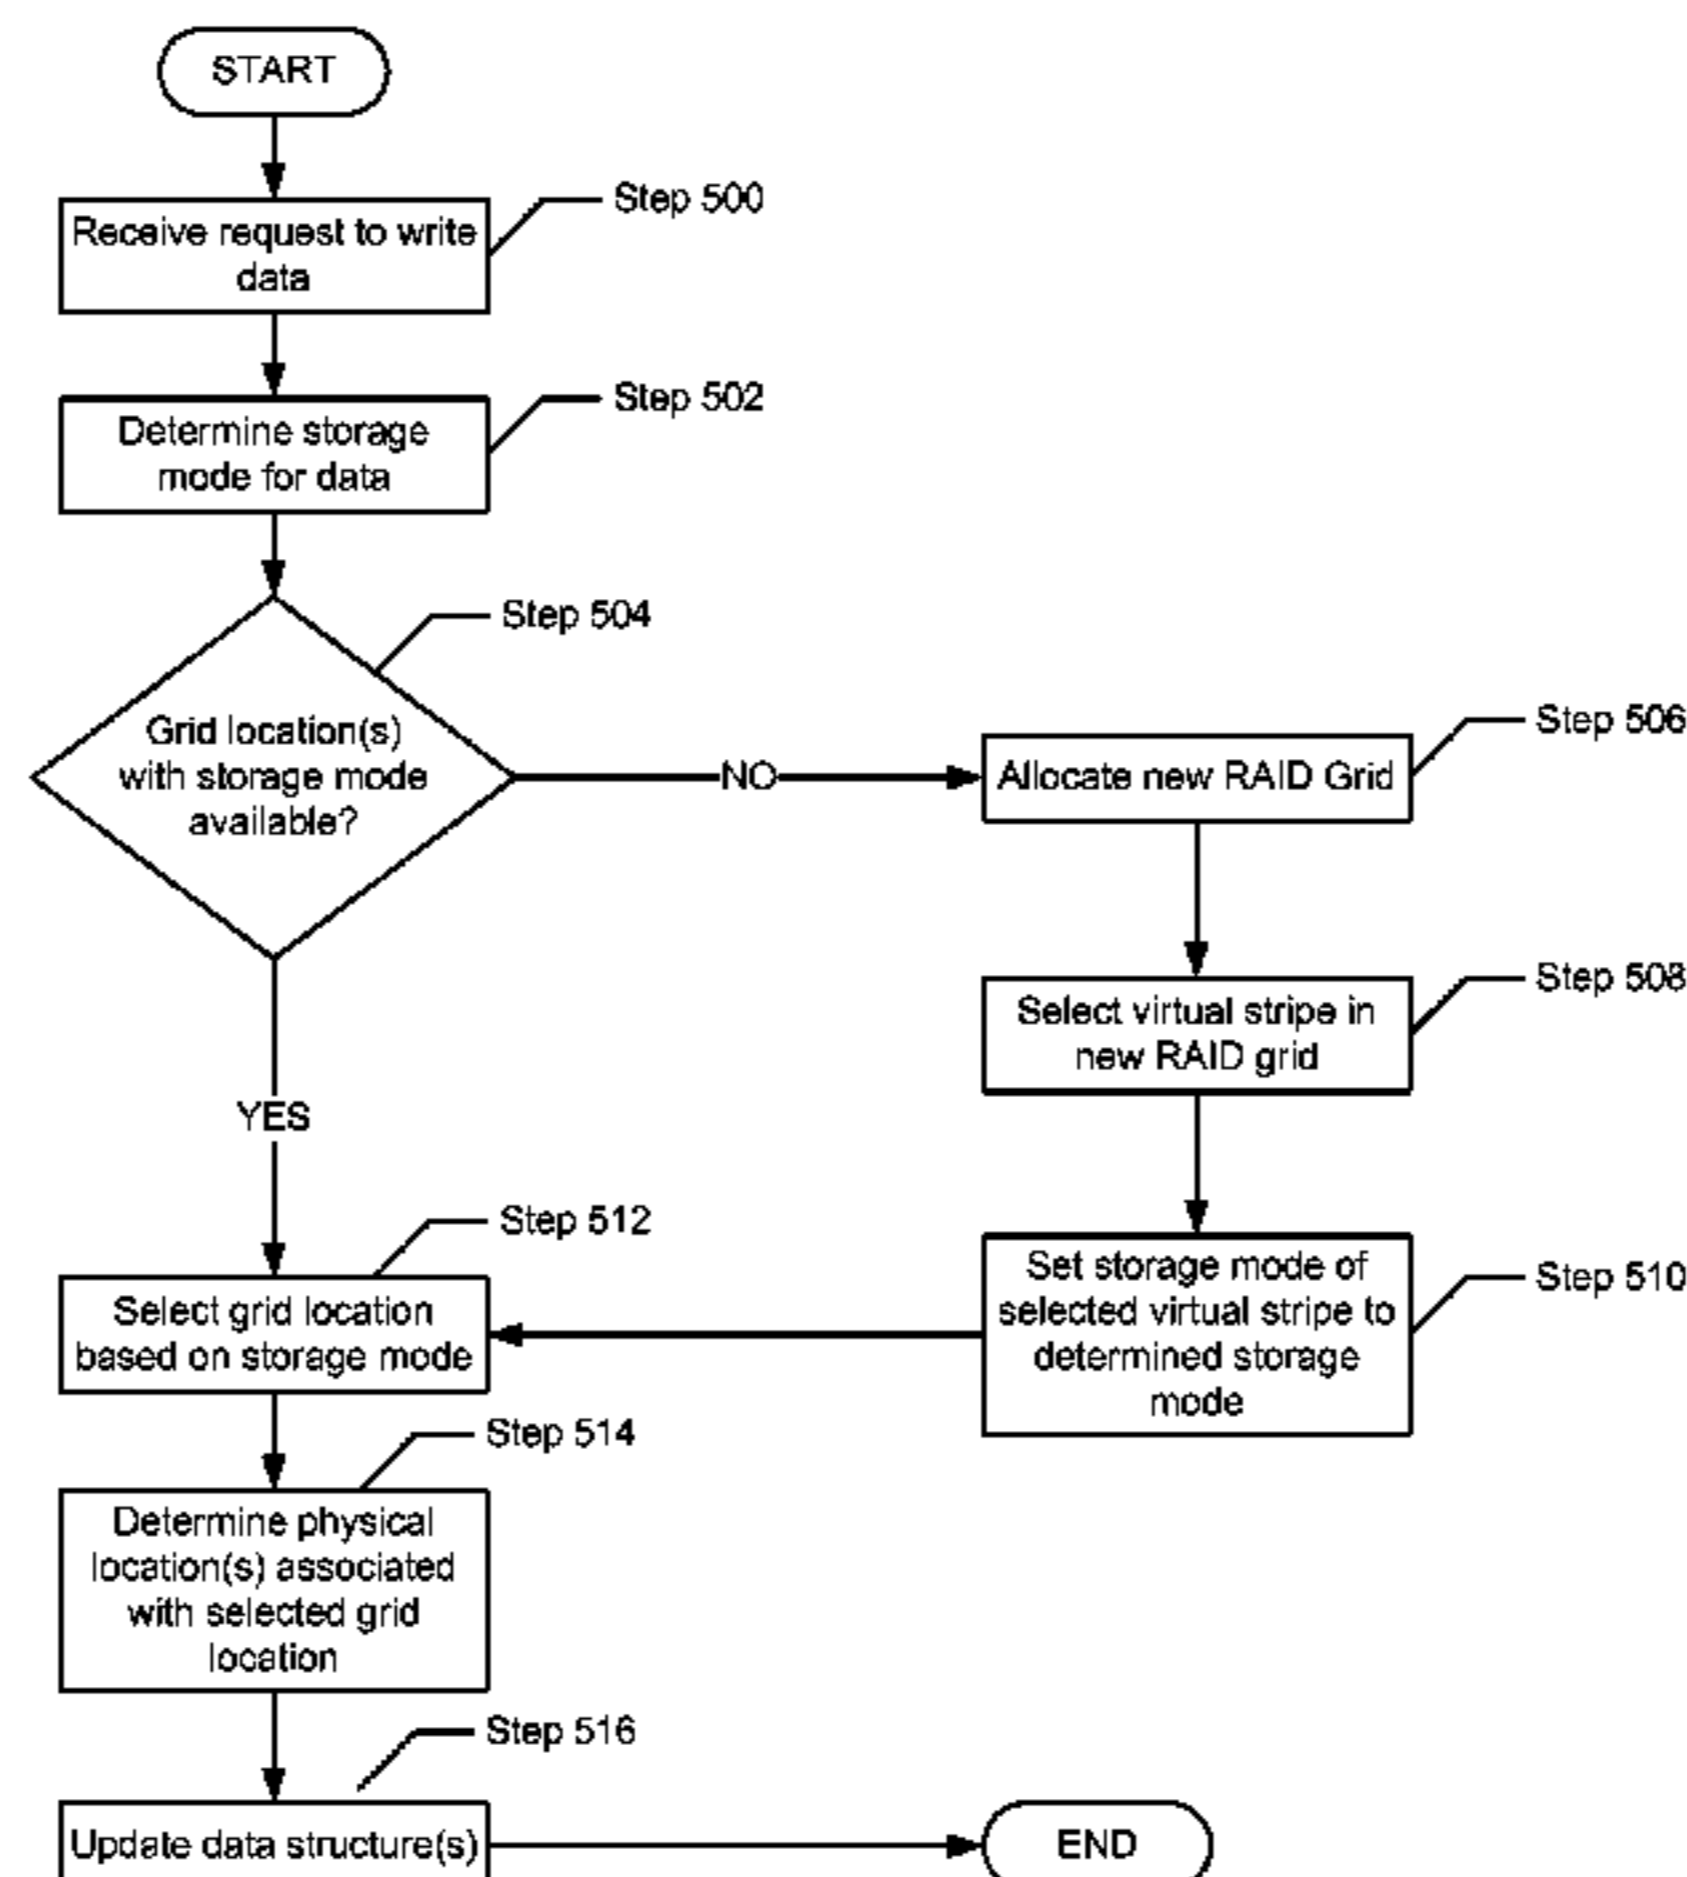 START
Step 500
Receive request to write
data
Step 502
Determine storage
mode for data
Step 504
Grid location(s)
with storage mode
available?
NO
Step 506
Allocate new RAID Grid
Step 508
Select virtual stripe in
new RAID grid
YES
Step 510
Set storage mode of
selected virtual stripe to
determined storage
mode
Step 512
Select grid location
based on storage mode
Step 514
Determine physical
location(s) associated
with selected grid
location
Step 516
Update data structure(s)
END